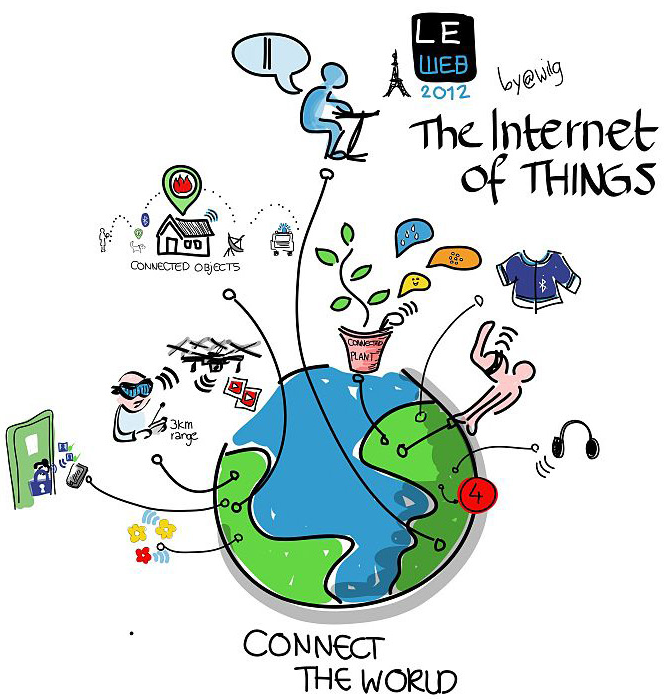 LE
WEB
2012
by@wilg
The Internet
of THINGS
CONNECTED OBJECTS
CONNECTED
PLANT
3km
range
4
CONNECT
THE WORLD